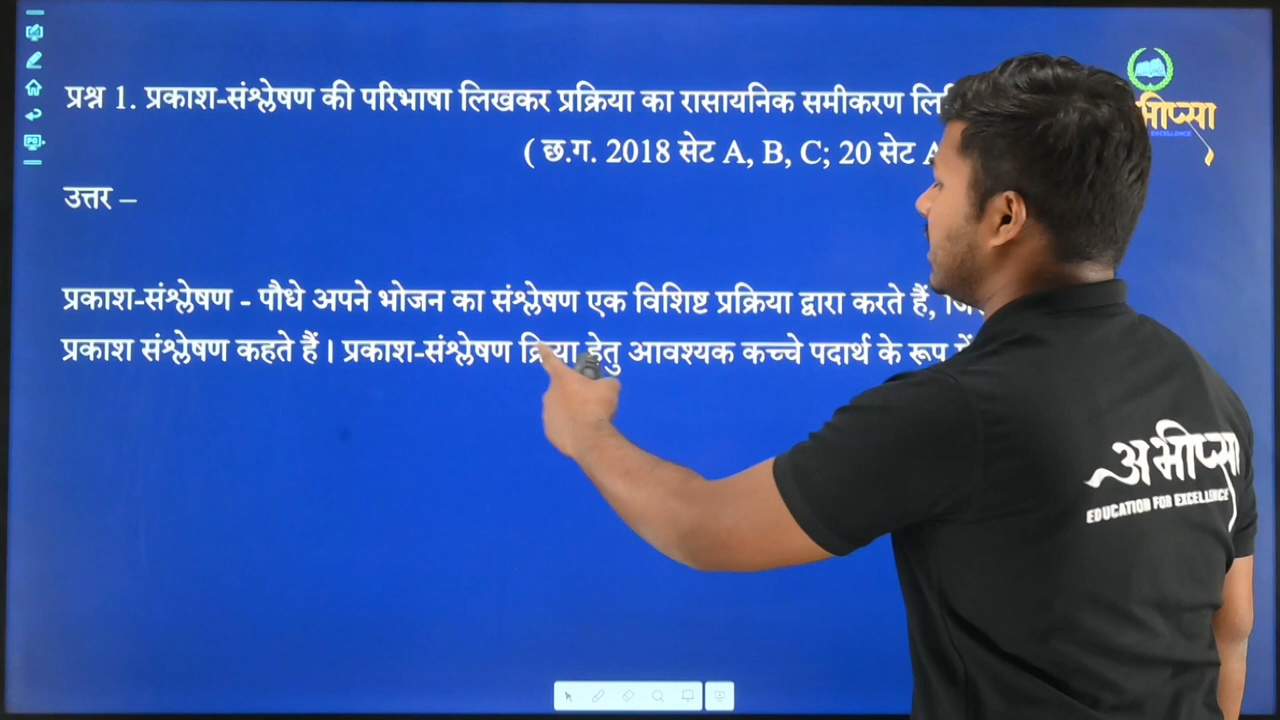 प्रश्न 1. प्रकाश-संश्लेषण की परिभाषा लिखकर प्रक्रिया का रासायनिक समीकरण
( छ.ग. 2018 सेट A, B, C; 20 सेट
उत्तर –
प्रकाश-संश्लेषण - पौधे अपने भोजन का संश्लेषण एक विशिष्ट प्रक्रिया द्वारा करते हैं,
प्रकाश संश्लेषण कहते हैं। प्रकाश-संश्लेषण क्रिया हेतु आवश्यक कच्चे पदार्थ के रूप में
अभीप्सा
EDUCATION FOR EXCELLENCE